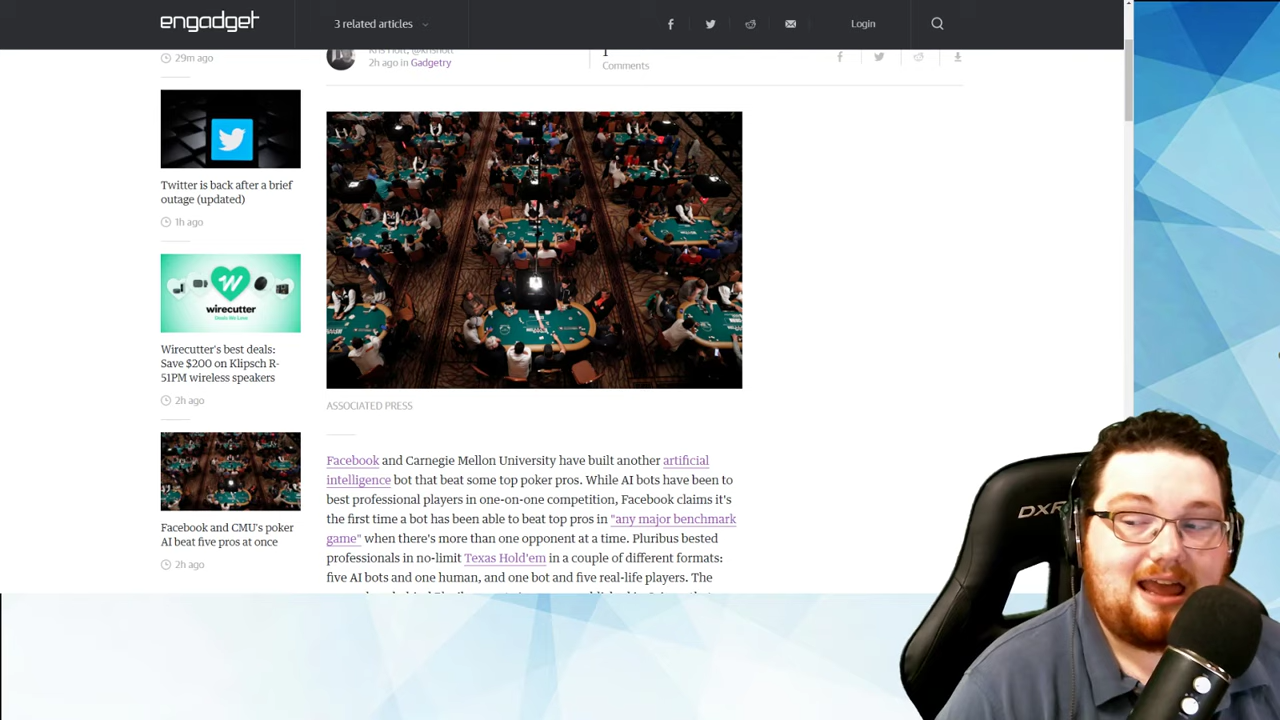 engadget
3 related articles
Login
29m ago
Kris Holt, @krisholt
2h ago in Gadgetry
1
Comments
Twitter is back after a brief
outage (updated)
1h ago
W
wirecutter
Deals We Love
Wirecutter's best deals:
Save $200 on Klipsch R-
51PM wireless speakers
2h ago
Facebook and CMU's poker
AI beat five pros at once
2h ago
ASSOCIATED PRESS
Facebook and Carnegie Mellon University have built another artificial
intelligence bot that beat some top poker pros. While AI bots have been to
best professional players in one-on-one competition, Facebook claims it's
the first time a bot has been able to beat top pros in "any major benchmark
game" when there's more than one opponent at a time. Pluribus bested
professionals in no-limit Texas Hold'em in a couple of different formats:
five AI bots and one human, and one bot and five real-life players. The
DXR